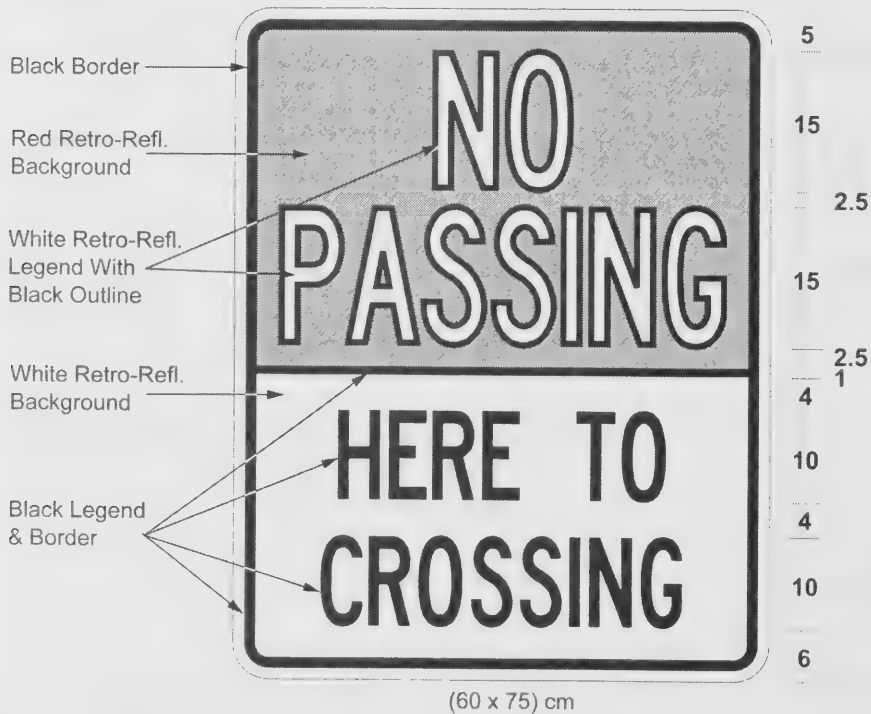 Black Border
Red Retro-Refl.
Background
White Retro-Refl.
Legend With
Black Outline
White Retro-Refl.
Background
Black Legend
& Border
NO
PASSING
HERE TO
CROSSING
5
15
2.5
15
2.5
1
4
10
4
10
6
(60 x 75) cm